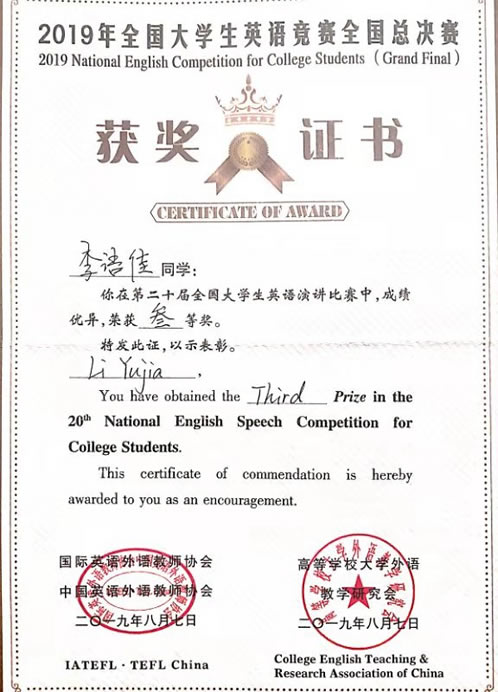 2019年全国大学生英语竞赛全国总决赛
2019 National English Competition for College Students (Grand Final)
获奖 证书
CERTIFICATE OF AWARD
李语佳同学:
你在第二十届全国大学生英语演讲比赛中,成绩
优异,荣获 叁 等奖。
特发此证,以示表彰。
Li Yujia ,
You have obtained the Third Prize in the
20th National English Speech Competition for
College Students.
This certificate of commendation is hereby
awarded to you as an encouragement.
国际英语外语教师协会
中国英语外语教师协会
二〇一九年八月七日
IATEFL · TEFL China
高等学校大学外语
教学研究会
二〇一九年八月七日
College English Teaching &
Research Association of China